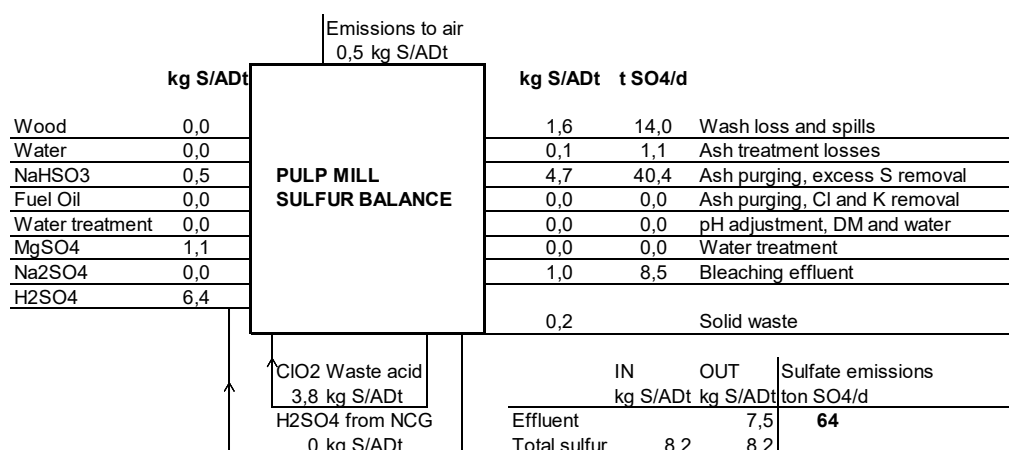 Emissions to air
0,5 kg S/ADt
kg S/ADt kg S/ADt t SO4/d
Wood 0,0 1,6 14,0 Wash loss and spills
Water 0,0 0,1 1,1 Ash treatment losses
NaHSO3 0,5 PULP MILL 4,7 40,4 Ash purging, excess S removal
Fuel Oil 0,0 SULFUR BALANCE 0,0 0,0 Ash purging, Cl and K removal
Water treatment 0,0 0,0 0,0 pH adjustment, DM and water
MgSO4 1,1 0,0 0,0 Water treatment
Na2SO4 0,0 1,0 8,5 Bleaching effluent
H2SO4 6,4
0,2 Solid waste
ClO2 Waste acid IN OUT Sulfate emissions
3,8 kg S/ADt kg S/ADt kg S/ADt ton SO4/d
H2SO4 from NCG Effluent 7,5 64
0 kg S/ADt Total sulfur 8,2 8,2